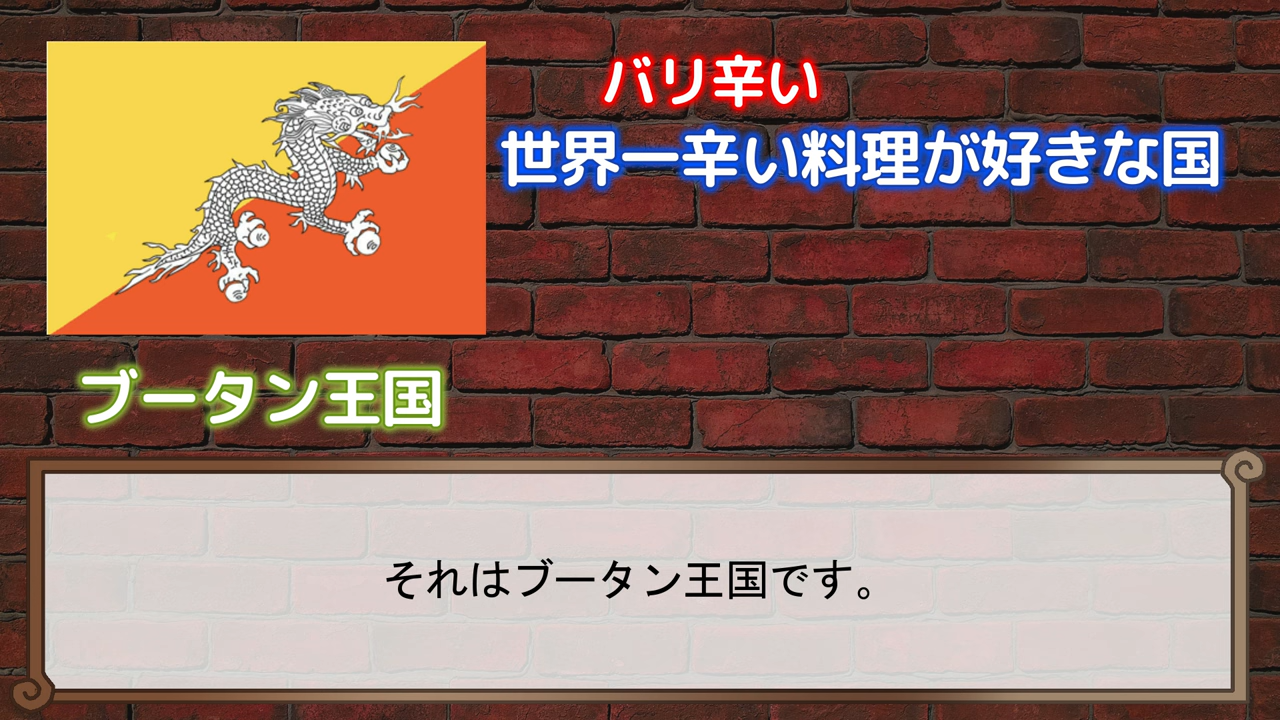 バリ辛い
世界一辛い料理が好きな国
ブータン王国
それはブータン王国です。